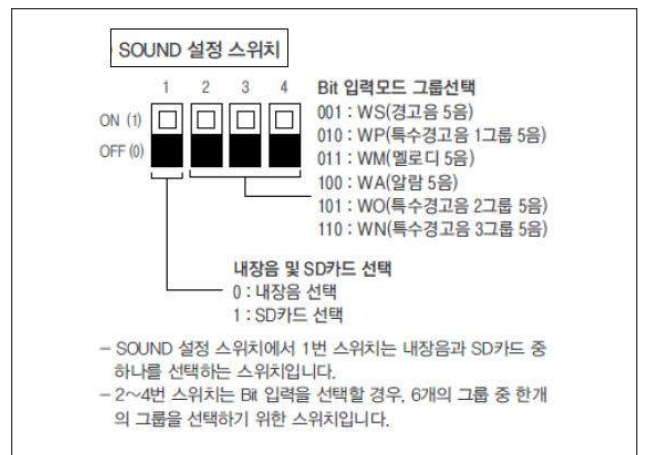 SOUND 설정 스위치
1 2 3 4
ON (1)
OFF (0)
Bit 입력모드 그룹선택
001 : WS(경고음 5음)
010 : WP(특수경고음 1그룹 5음)
011 : WM(멜로디 5음)
100 : WA(알람 5음)
101 : WO(특수경고음 2그룹 5음)
110 : WN(특수경고음 3그룹 5음)
내장음 및 SD카드 선택
0 : 내장음 선택
1 : SD카드 선택
- SOUND 설정 스위치에서 1번 스위치는 내장음과 SD카드 중
하나를 선택하는 스위치입니다.
- 2~4번 스위치는 Bit 입력을 선택할 경우, 6개의 그룹 중 한개
의 그룹을 선택하기 위한 스위치입니다.